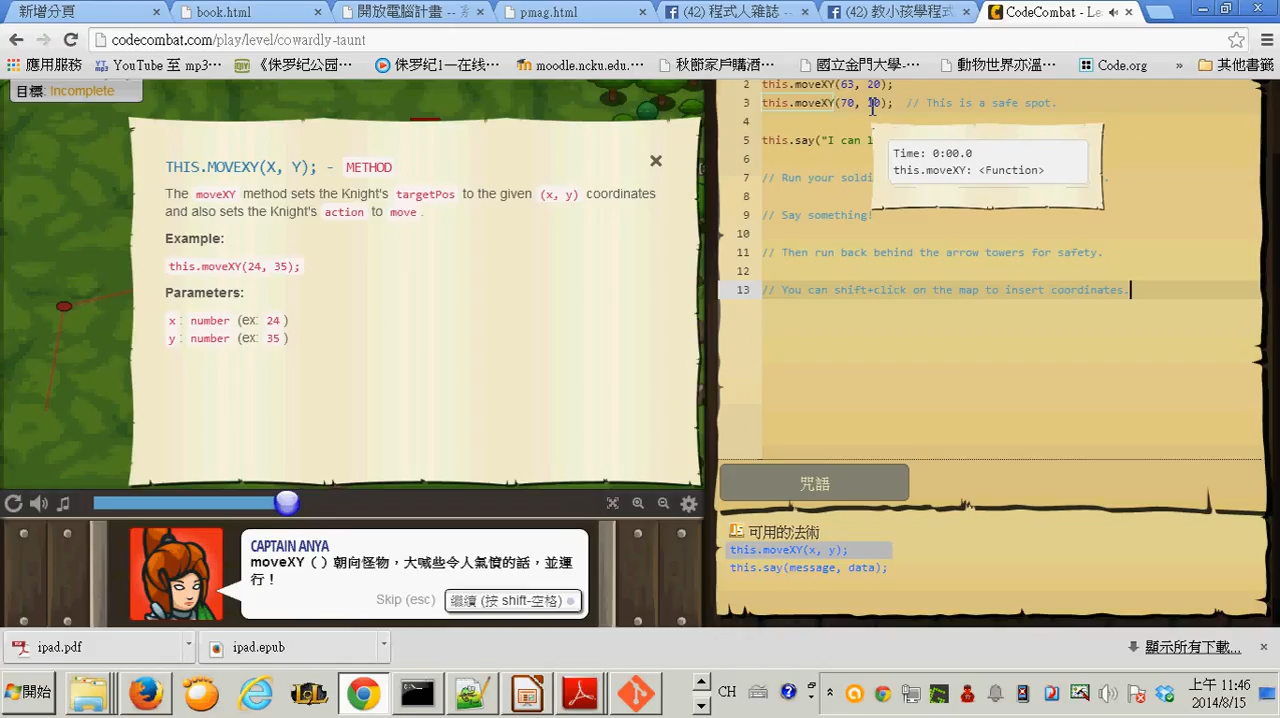 新增分頁
book.html
開放電腦計畫 -- 系
pmag.html
(42) 程式人雜誌
(42) 教小孩學程式
CodeCombat - Le
codecombat.com/play/level/cowardly-taunt
應用服務
YouTube 至 mp3···
《侏罗纪公园···
侏罗纪1一在线···
moodle.ncku.edu.···
秋節家戶購酒···
國立金門大學-···
動物世界亦溫···
Code.org
»
其他書籤
目標: Incomplete
THIS.MOVEXY(X, Y); - METHOD
The moveXY method sets the Knight's targetPos to the given (x, y) coordinates
and also sets the Knight's action to move .
Example:
this.moveXY(24, 35);
Parameters:
x : number (ex: 24 )
y : number (ex: 35 )
2 this.moveXY(63, 20);
3 this.moveXY(70, 10); // This is a safe spot.
4
5 this.say("I can l
6
7 // Run your soldi
8
9 // Say something!
10
11 // Then run back behind the arrow towers for safety.
12
13 // You can shift+click on the map to insert coordinates.
Time: 0:00.0
this.moveXY: <Function>
咒語
可用的法術
this.moveXY(x, y);
this.say(message, data);
CAPTAIN ANYA
moveXY（）朝向怪物，大喊些令人氣憤的話，並運
行！
Skip (esc)
繼續 (按 shift-空格)
ipad.pdf
ipad.epub
顯示所有下載...
開始
CH
上午 11:46
2014/8/15